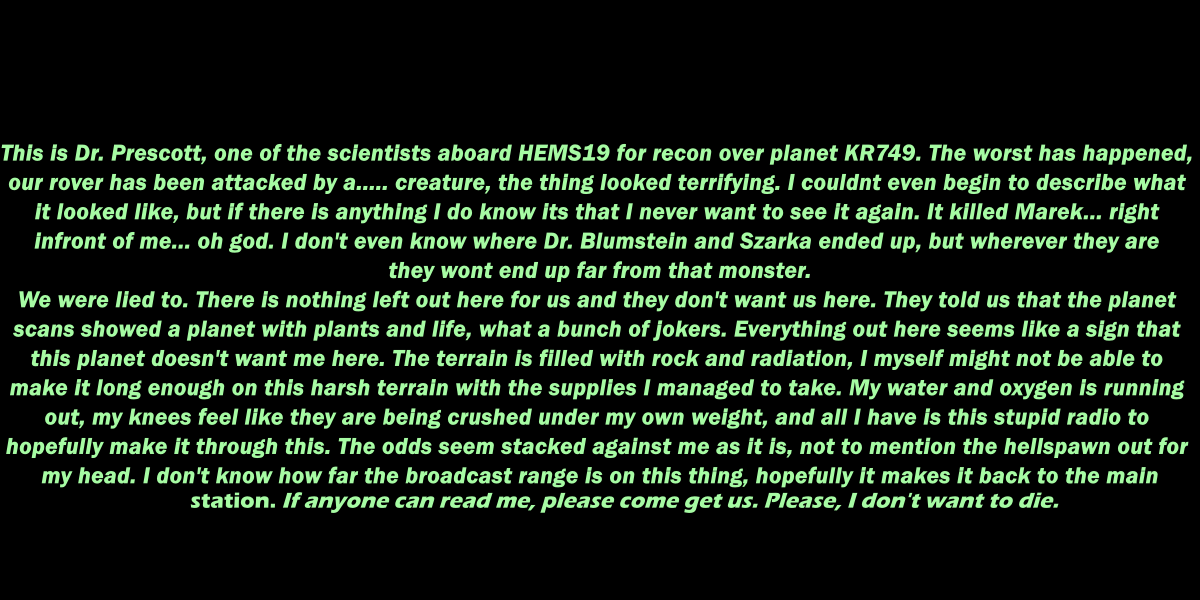 This is Dr. Prescott, one of the scientists aboard HEMS19 for recon over planet KR749. The worst has happened,
our rover has been attacked by a..... creature, the thing looked terrifying. I couldnt even begin to describe what
it looked like, but if there is anything I do know its that I never want to see it again. It killed Marek... right
infront of me... oh god. I don't even know where Dr. Blumstein and Szarka ended up, but wherever they are
they wont end up far from that monster.
We were lied to. There is nothing left out here for us and they don't want us here. They told us that the planet
scans showed a planet with plants and life, what a bunch of jokers. Everything out here seems like a sign that
this planet doesn't want me here. The terrain is filled with rock and radiation, I myself might not be able to
make it long enough on this harsh terrain with the supplies I managed to take. My water and oxygen is running
out, my knees feel like they are being crushed under my own weight, and all I have is this stupid radio to
hopefully make it through this. The odds seem stacked against me as it is, not to mention the hellspawn out for
my head. I don't know how far the broadcast range is on this thing, hopefully it makes it back to the main
station. If anyone can read me, please come get us. Please, I don't want to die.